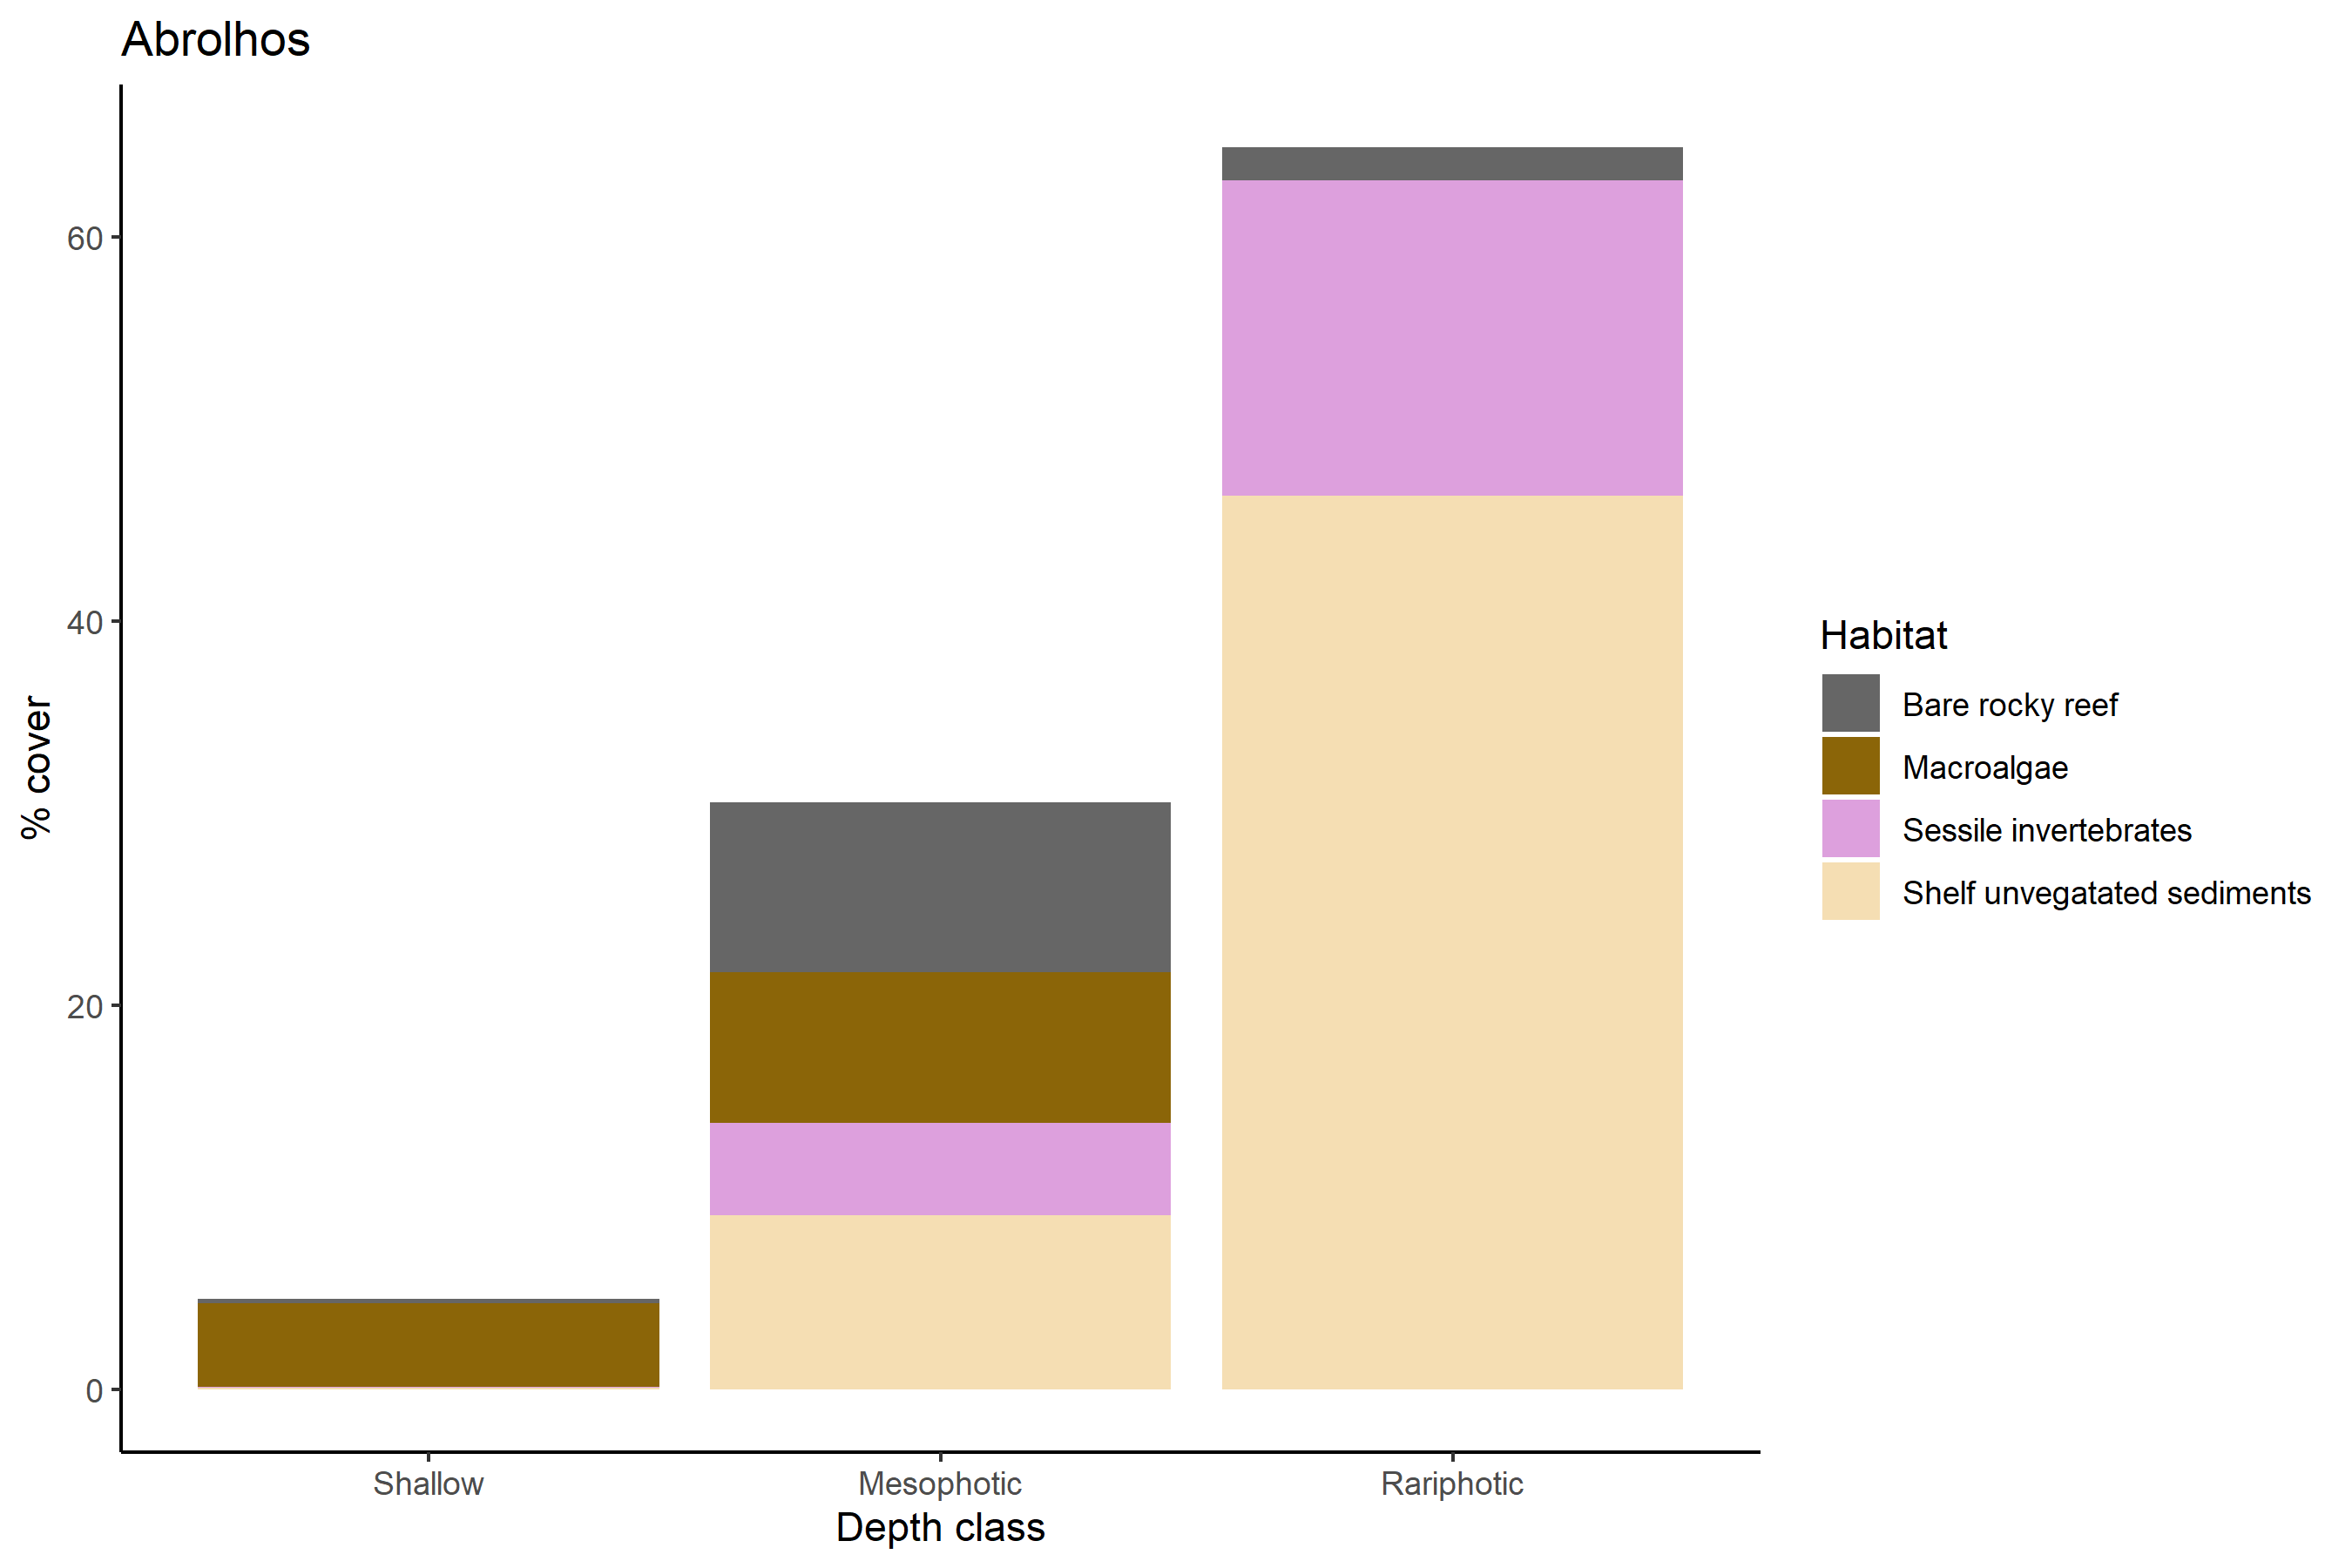 Abrolhos
60
40
20
0
% cover
Shallow
Mesophotic
Rariphotic
Depth class
Habitat
Bare rocky reef
Macroalgae
Sessile invertebrates
Shelf unvegatated sediments